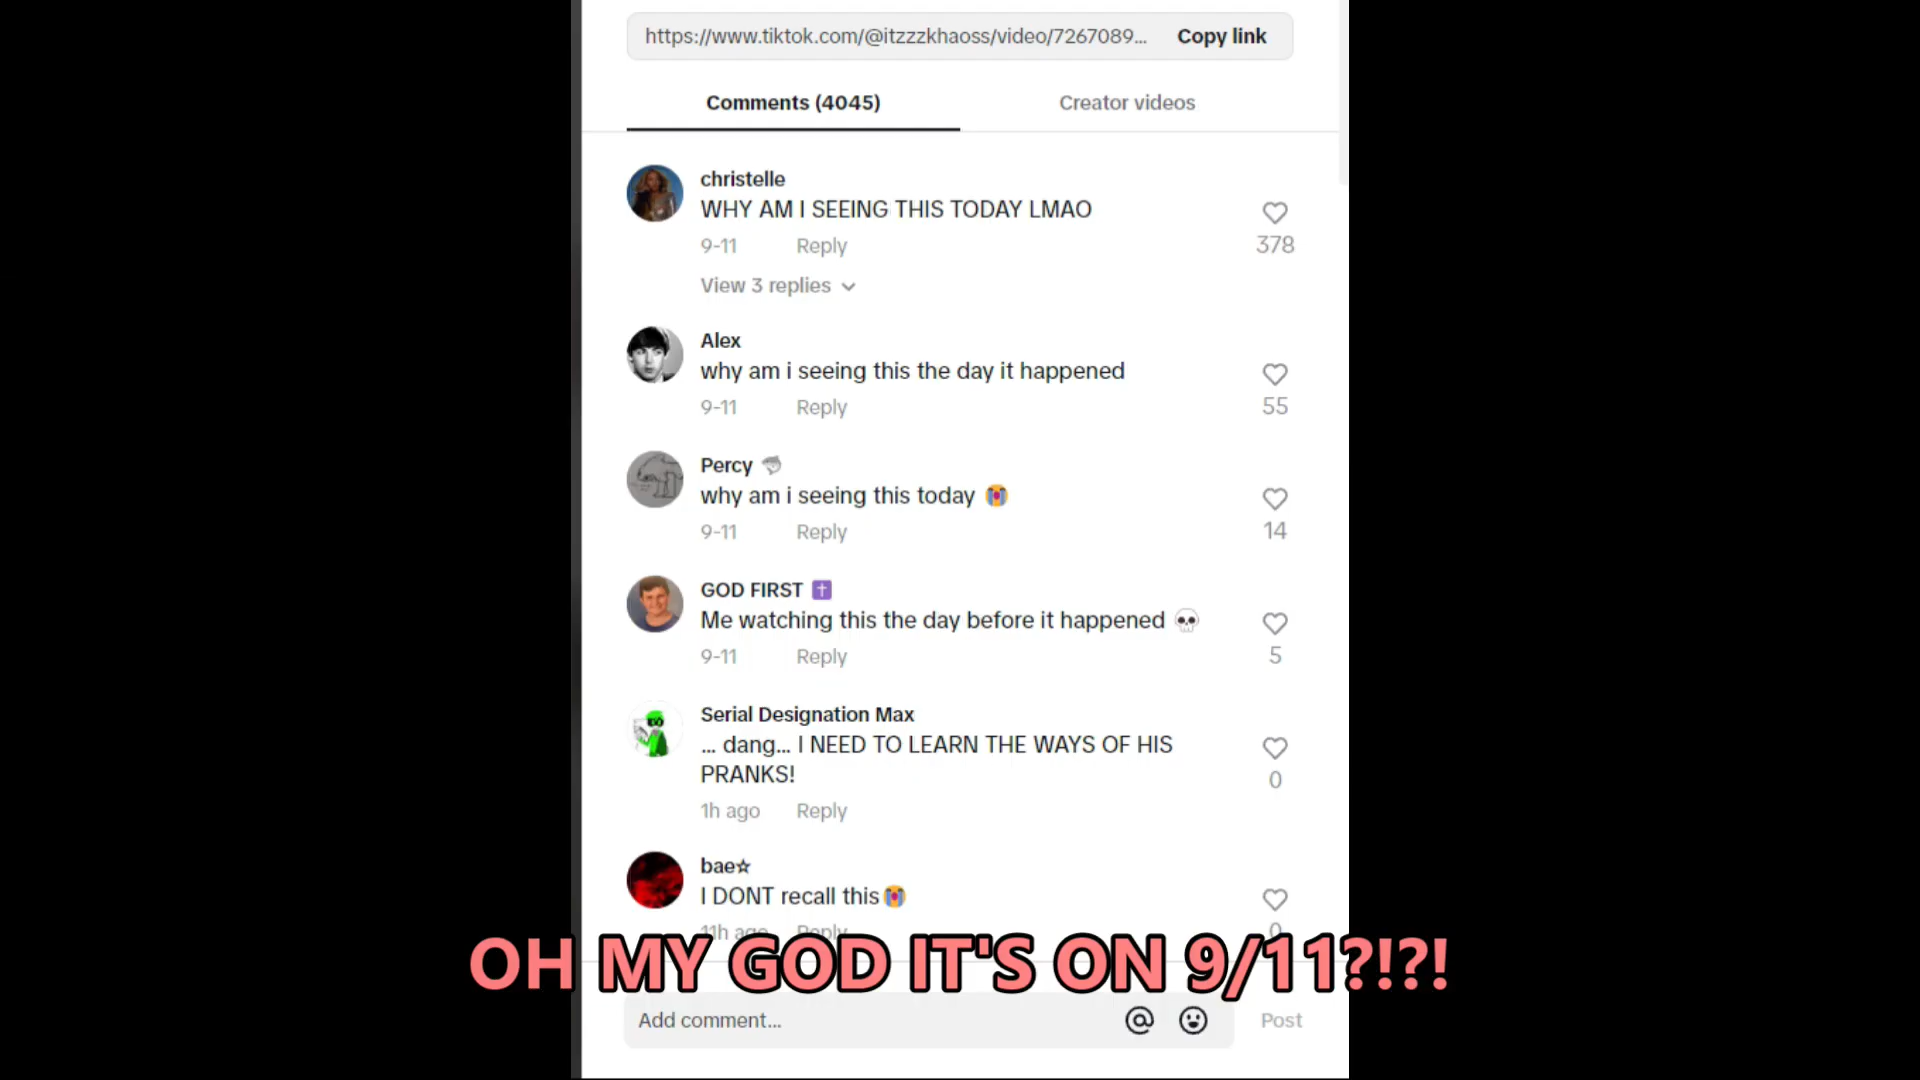 https://www.tiktok.com/@itzzzkhaoss/video/7267089... Copy link
Comments (4045) Creator videos
christelle
WHY AM I SEEING THIS TODAY LMAO
378
9-11 Reply
View 3 replies
Alex
why am i seeing this the day it happened
55
9-11 Reply
Percy
why am i seeing this today 😭
14
9-11 Reply
GOD FIRST ✝️
Me watching this the day before it happened 💀
5
9-11 Reply
Serial Designation Max
... dang... I NEED TO LEARN THE WAYS OF HIS
PRANKS!
0
1h ago Reply
bae☆
I DONT recall this😭
0
11h ago Reply
OH MY GOD IT'S ON 9/11?!?!
Add comment... Post